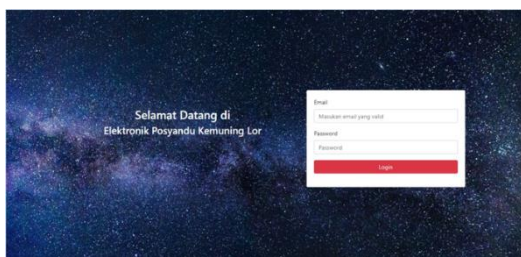 Selamat Datang di
Elektronik Posyandu Kemuning Lor
Email
Masukan email yang valid
Password
Password
Login